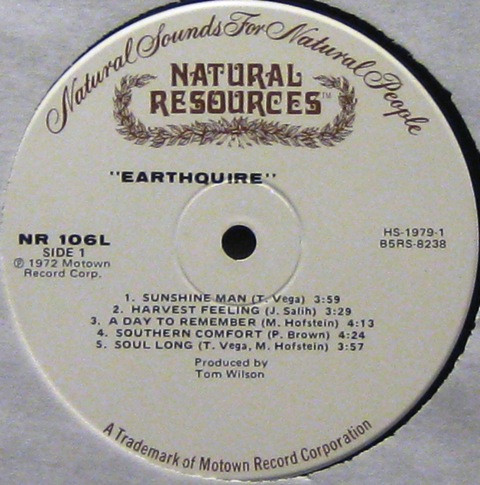 Natural Sounds For Natural People
NATURAL
RESOURCES™
"EARTHQUIRE"
NR 106L
SIDE 1
℗ 1972 Motown
Record Corp.
HS-1979-1
B5RS-8238
1. SUNSHINE MAN (T. Vega) 3:59
2. HARVEST FEELING (J. Salih) 3:29
3. A DAY TO REMEMBER (M. Hofstein) 4:13
4. SOUTHERN COMFORT (P. Brown) 4:24
5. SOUL LONG (T. Vega, M. Hofstein) 3:57
Produced by
Tom Wilson
A Trademark of Motown Record Corporation